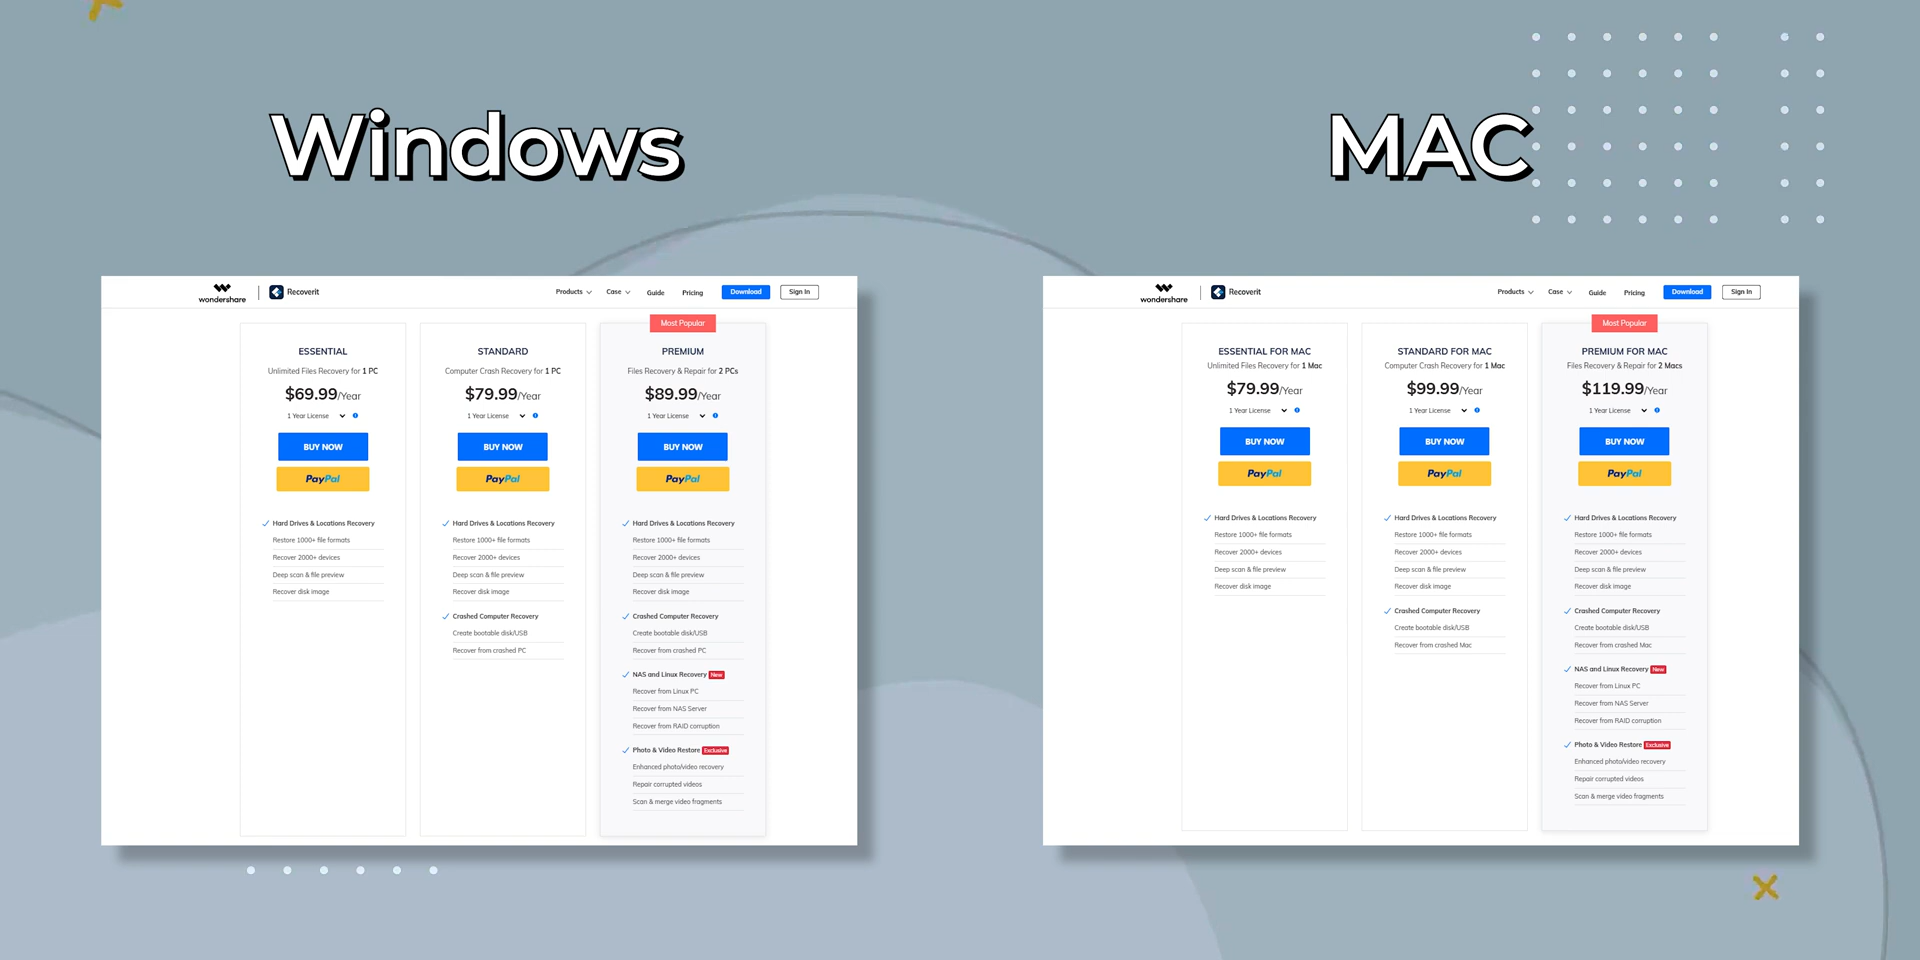 Windows
MAC
wondershare
Recoverit
Products
Case
Guide
Pricing
Download
Sign In
ESSENTIAL
Unlimited Files Recovery for 1 PC
$69.99/Year
1 Year License
BUY NOW
PayPal
Hard Drives & Locations Recovery
Restore 1000+ file formats
Recover 2000+ devices
Deep scan & file preview
Recover disk image
STANDARD
Computer Crash Recovery for 1 PC
$79.99/Year
1 Year License
BUY NOW
PayPal
Hard Drives & Locations Recovery
Restore 1000+ file formats
Recover 2000+ devices
Deep scan & file preview
Recover disk image
Crashed Computer Recovery
Create bootable disk/USB
Recover from crashed PC
Most Popular
PREMIUM
Files Recovery & Repair for 2 PCs
$89.99/Year
1 Year License
BUY NOW
PayPal
Hard Drives & Locations Recovery
Restore 1000+ file formats
Recover 2000+ devices
Deep scan & file preview
Recover disk image
Crashed Computer Recovery
Create bootable disk/USB
Recover from crashed PC
NAS and Linux Recovery New
Recover from Linux PC
Recover from NAS Server
Recover from RAID corruption
Photo & Video Restore Exclusive
Enhanced photo/video recovery
Repair corrupted videos
Scan & merge video fragments
wondershare
Recoverit
Products
Case
Guide
Pricing
Download
Sign In
ESSENTIAL FOR MAC
Unlimited Files Recovery for 1 Mac
$79.99/Year
1 Year License
BUY NOW
PayPal
Hard Drives & Locations Recovery
Restore 1000+ file formats
Recover 2000+ devices
Deep scan & file preview
Recover disk image
STANDARD FOR MAC
Computer Crash Recovery for 1 Mac
$99.99/Year
1 Year License
BUY NOW
PayPal
Hard Drives & Locations Recovery
Restore 1000+ file formats
Recover 2000+ devices
Deep scan & file preview
Recover disk image
Crashed Computer Recovery
Create bootable disk/USB
Recover from crashed Mac
Most Popular
PREMIUM FOR MAC
Files Recovery & Repair for 2 Macs
$119.99/Year
1 Year License
BUY NOW
PayPal
Hard Drives & Locations Recovery
Restore 1000+ file formats
Recover 2000+ devices
Deep scan & file preview
Recover disk image
Crashed Computer Recovery
Create bootable disk/USB
Recover from crashed Mac
NAS and Linux Recovery New
Recover from Linux PC
Recover from NAS Server
Recover from RAID corruption
Photo & Video Restore Exclusive
Enhanced photo/video recovery
Repair corrupted videos
Scan & merge video fragments